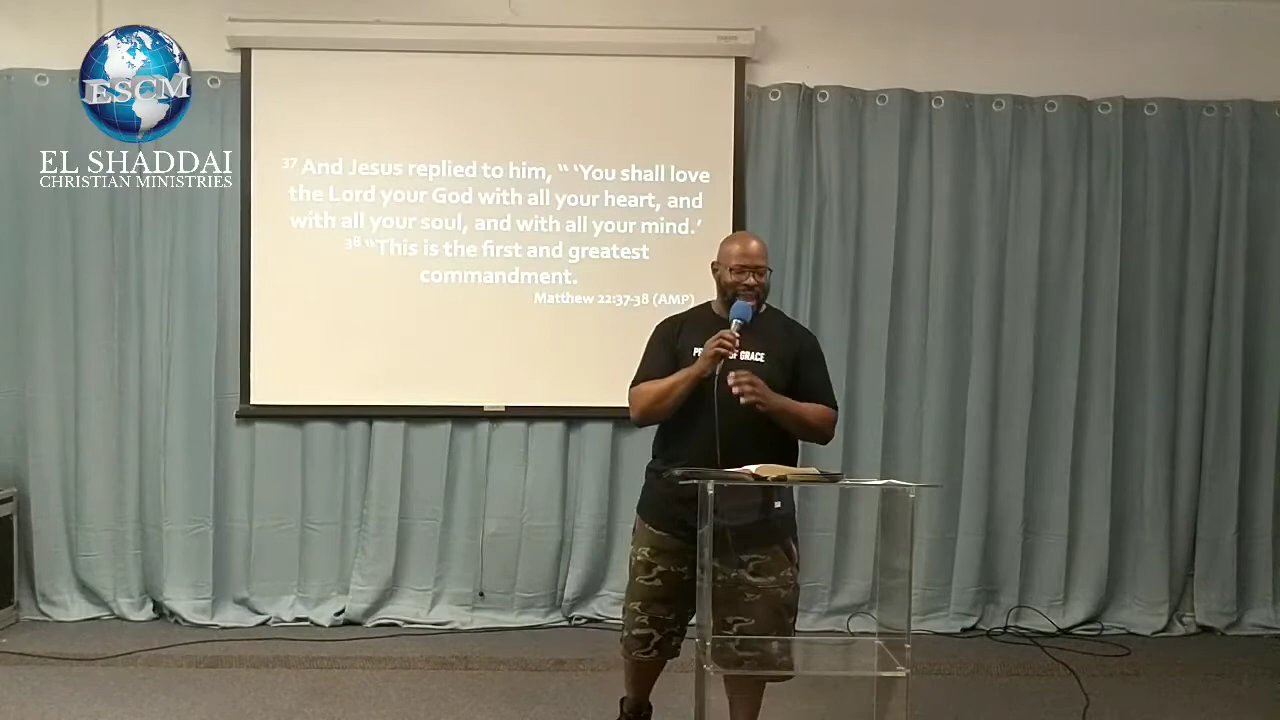 ESCM
EL SHADDAI
CHRISTIAN MINISTRIES
37 And Jesus replied to him, “ ‘You shall love
the Lord your God with all your heart, and
with all your soul, and with all your mind.’
38 “This is the first and greatest
commandment.
Matthew 22:37-38 (AMP)
GRACE